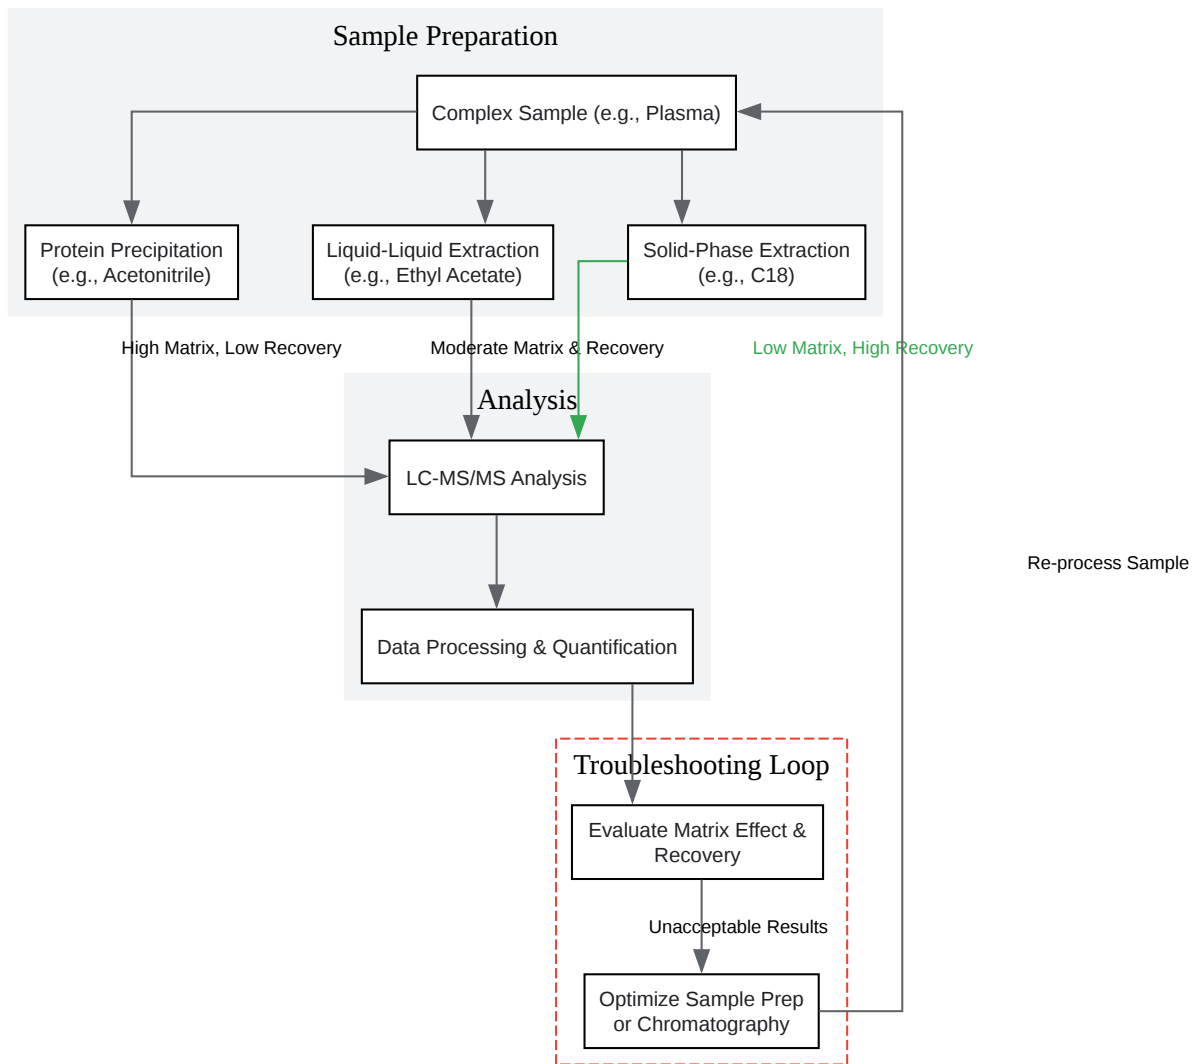 Sample Preparation
Complex Sample (e.g., Plasma)
Protein Precipitation
(e.g., Acetonitrile)
Liquid-Liquid Extraction
(e.g., Ethyl Acetate)
Solid-Phase Extraction
(e.g., C18)
High Matrix, Low Recovery
Moderate Matrix & Recovery
Low Matrix, High Recovery
Analysis
LC-MS/MS Analysis
Re-process Sample
Data Processing & Quantification
Troubleshooting Loop
Evaluate Matrix Effect &
Recovery
Unacceptable Results
Optimize Sample Prep
or Chromatography